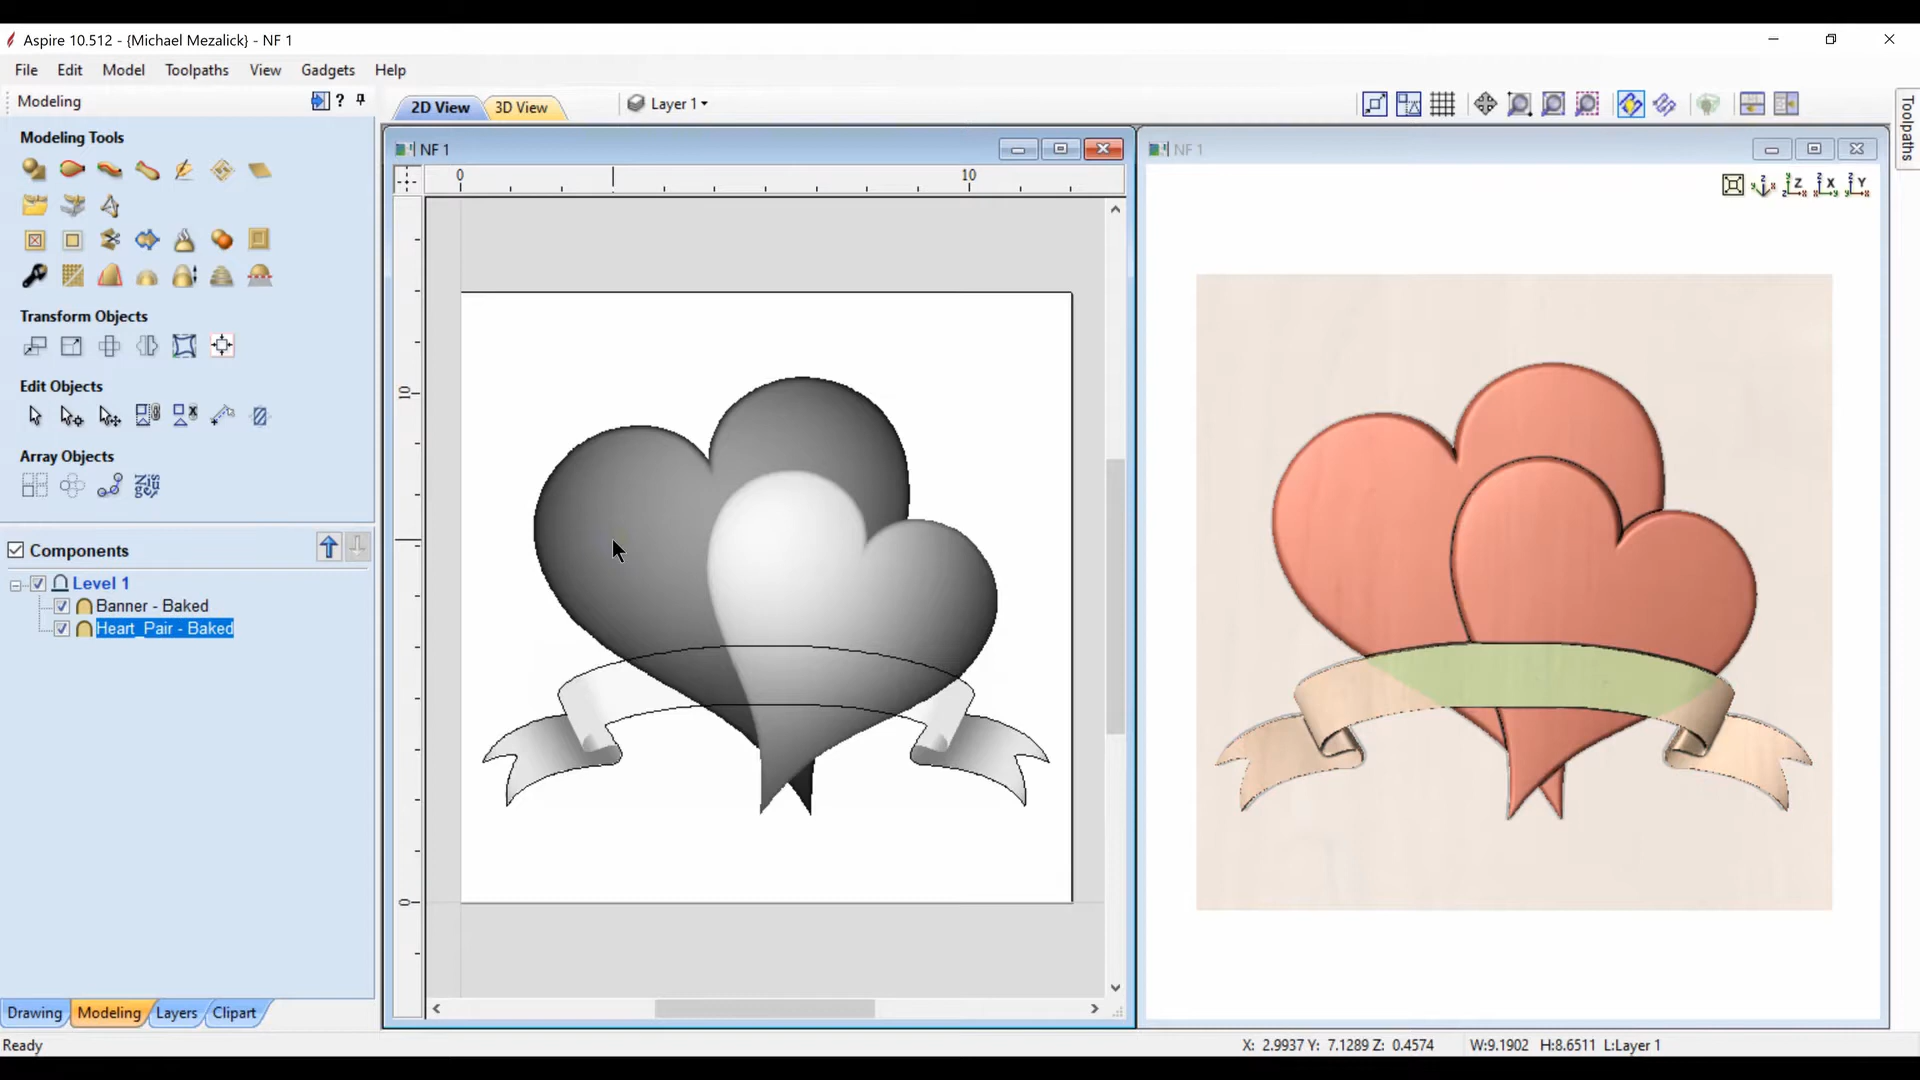 Aspire 10.512 - {Michael Mezalick} - NF 1
File Edit Model Toolpaths View Gadgets Help
Modeling
2D View 3D View Layer 1
Toolpaths
Modeling Tools
NF 1
NF 1
0 10
Z X Y
Transform Objects
Edit Objects
10
Array Objects
Components
Level 1
Banner - Baked
Heart_Pair - Baked
0
Drawing Modeling Layers Clipart
Ready
X: 2.9937 Y: 7.1289 Z: 0.4574 W:9.1902 H:8.6511 L:Layer 1